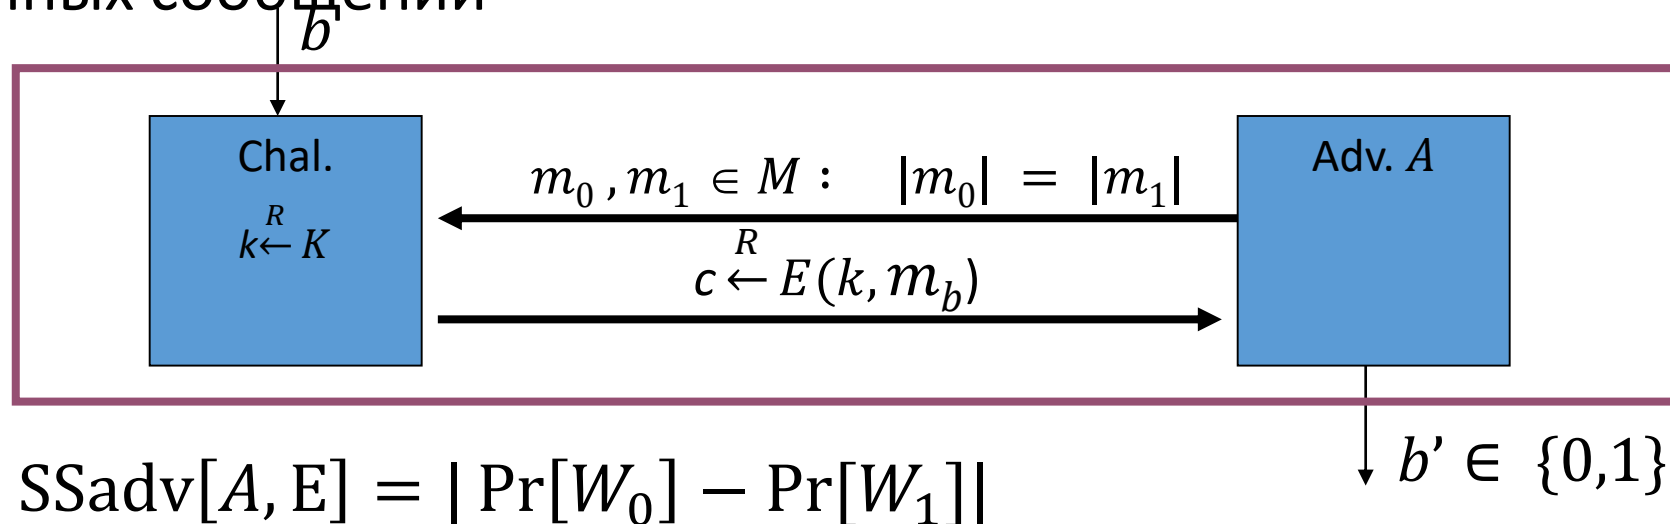 b
Chal.
Adv. A
m₀ , m₁ ∈ M : |m₀| = |m₁|
k ←ᴿ K
c ←ᴿ E(k, m_b)
b’ ∈ {0,1}
SSadv[A, E] = | Pr[W₀] − Pr[W₁]|